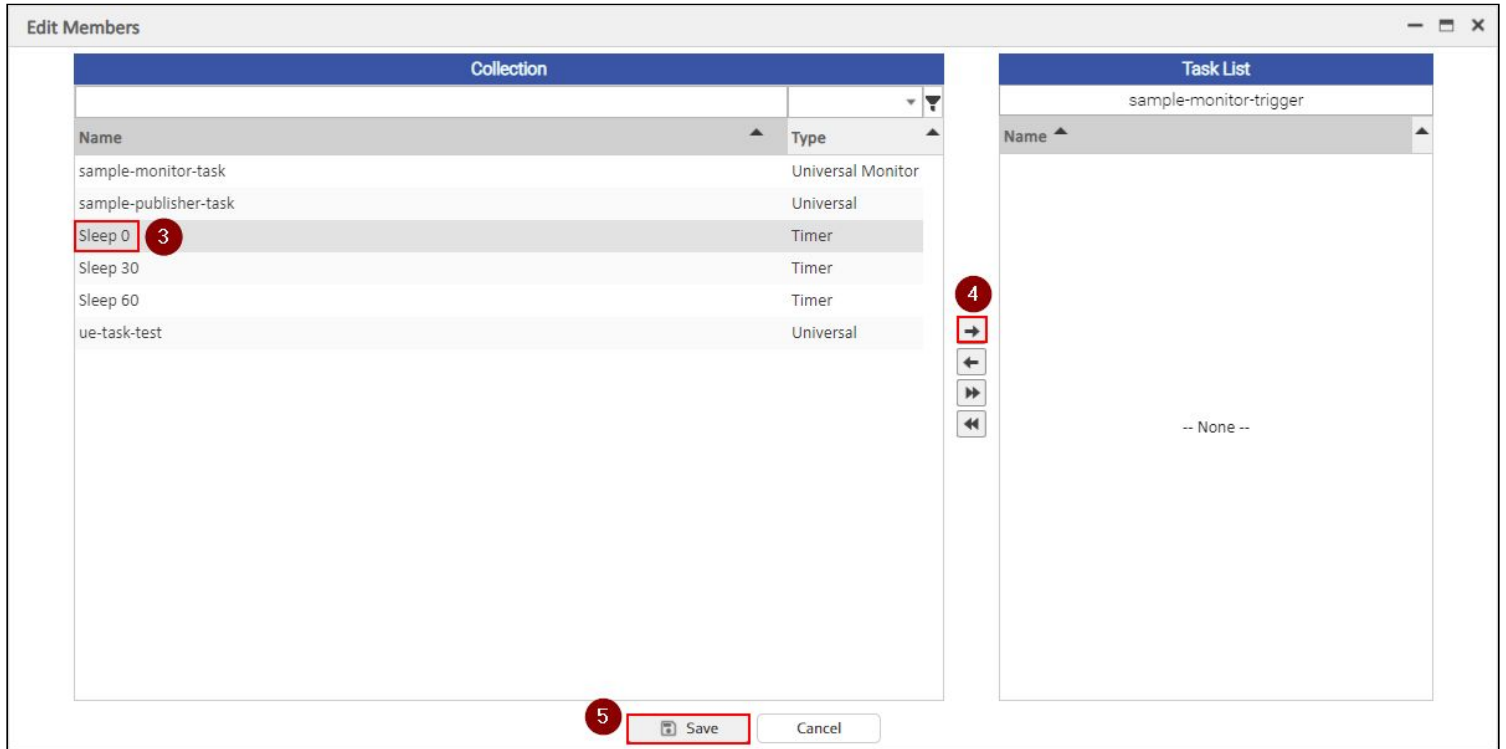 Edit Members
Collection
Task List
sample-monitor-trigger
Name Type
Name
sample-monitor-task Universal Monitor
sample-publisher-task Universal
Sleep 0 3 Timer
Sleep 30 Timer
Sleep 60 Timer
ue-task-test Universal
4
-- None --
5 Save Cancel